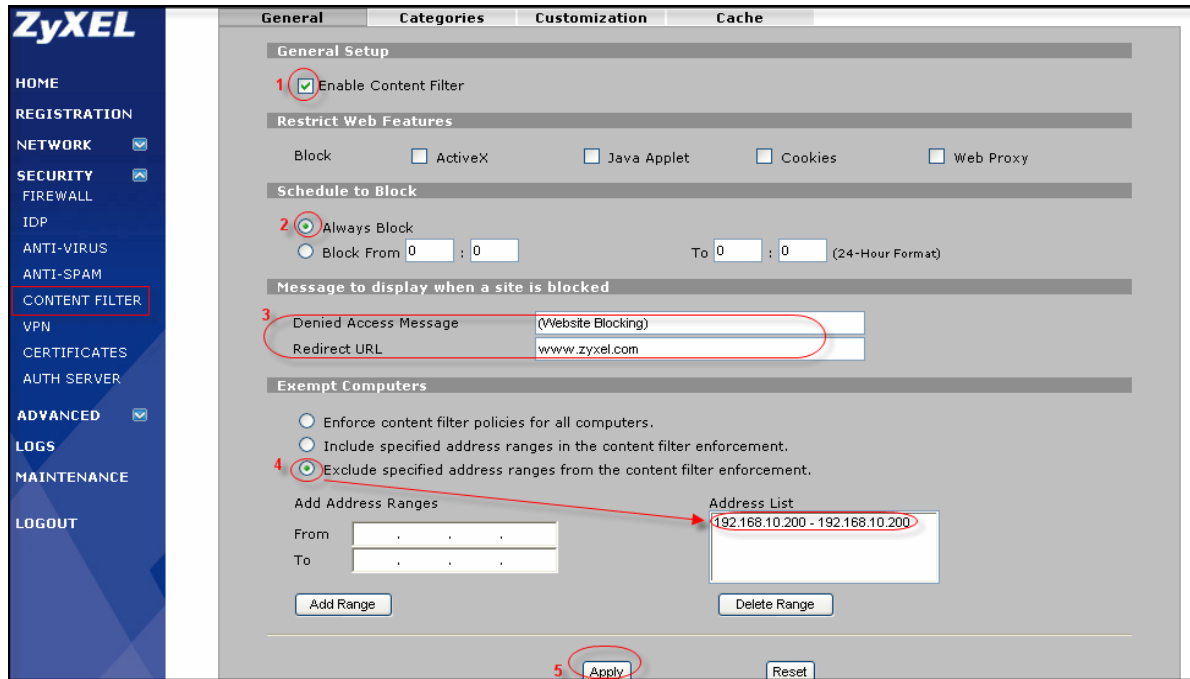 ZyXEL
HOME
REGISTRATION
NETWORK
SECURITY
FIREWALL
IDP
ANTI-VIRUS
ANTI-SPAM
CONTENT FILTER
VPN
CERTIFICATES
AUTH SERVER
ADVANCED
LOGS
MAINTENANCE
LOGOUT
General Categories Customization Cache
General Setup
1 Enable Content Filter
Restrict Web Features
Block ActiveX Java Applet Cookies Web Proxy
Schedule to Block
2 Always Block
Block From 0 : 0 To 0 : 0 (24-Hour Format)
Message to display when a site is blocked
3 Denied Access Message (Website Blocking)
Redirect URL www.zyxel.com
Exempt Computers
Enforce content filter policies for all computers.
Include specified address ranges in the content filter enforcement.
4 Exclude specified address ranges from the content filter enforcement.
Add Address Ranges Address List
From . . . 192.168.10.200 - 192.168.10.200
To . . .
Add Range Delete Range
5 Apply Reset